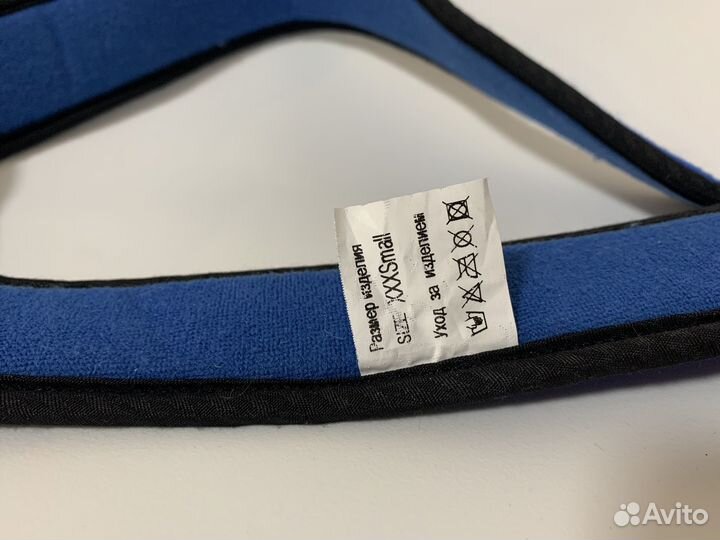 Размер изделия
SIZE XXXSmall
Уход за изделием
Avito